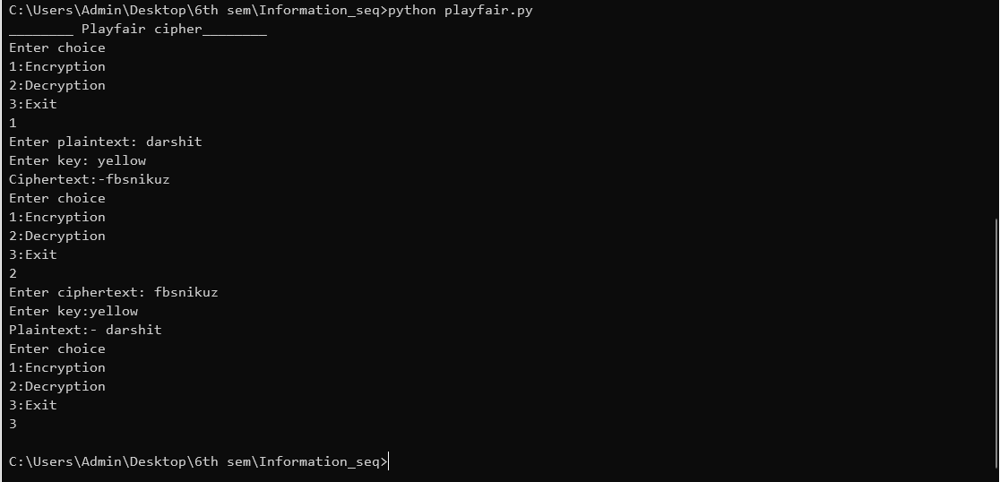 C:\Users\Admin\Desktop\6th sem\Information_seq>python playfair.py
________ Playfair cipher________
Enter choice
1:Encryption
2:Decryption
3:Exit
1
Enter plaintext: darshit
Enter key: yellow
Ciphertext:-fbsnikuz
Enter choice
1:Encryption
2:Decryption
3:Exit
2
Enter ciphertext: fbsnikuz
Enter key:yellow
Plaintext:- darshit
Enter choice
1:Encryption
2:Decryption
3:Exit
3
C:\Users\Admin\Desktop\6th sem\Information_seq>